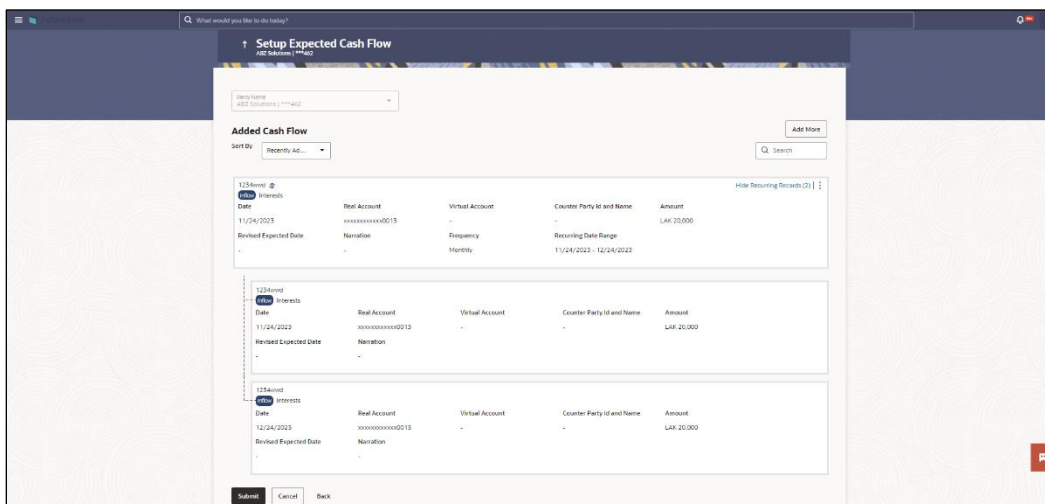 What would you like to do today?
↑ Setup Expected Cash Flow
ABZ Solutions | ***462
Party Name
ABZ Solutions | ***462
Added Cash Flow
Add More
Sort By Recently Ad...
Search
Hide Recurring Records (2)
Inflow Interests
Date Real Account Virtual Account Counter Party Id and Name Amount
11/24/2023 xxxxxxxxxxxx0013 - - LAK 20,000
Revised Expected Date Narration Frequency Recurring Date Range
- - Monthly 11/24/2023 - 12/24/2023
Inflow Interests
Date Real Account Virtual Account Counter Party Id and Name Amount
11/24/2023 xxxxxxxxxxxx0013 - - LAK 20,000
Revised Expected Date Narration
- -
Inflow Interests
Date Real Account Virtual Account Counter Party Id and Name Amount
12/24/2023 xxxxxxxxxxxx0013 - - LAK 20,000
Revised Expected Date Narration
- -
Submit Cancel Back